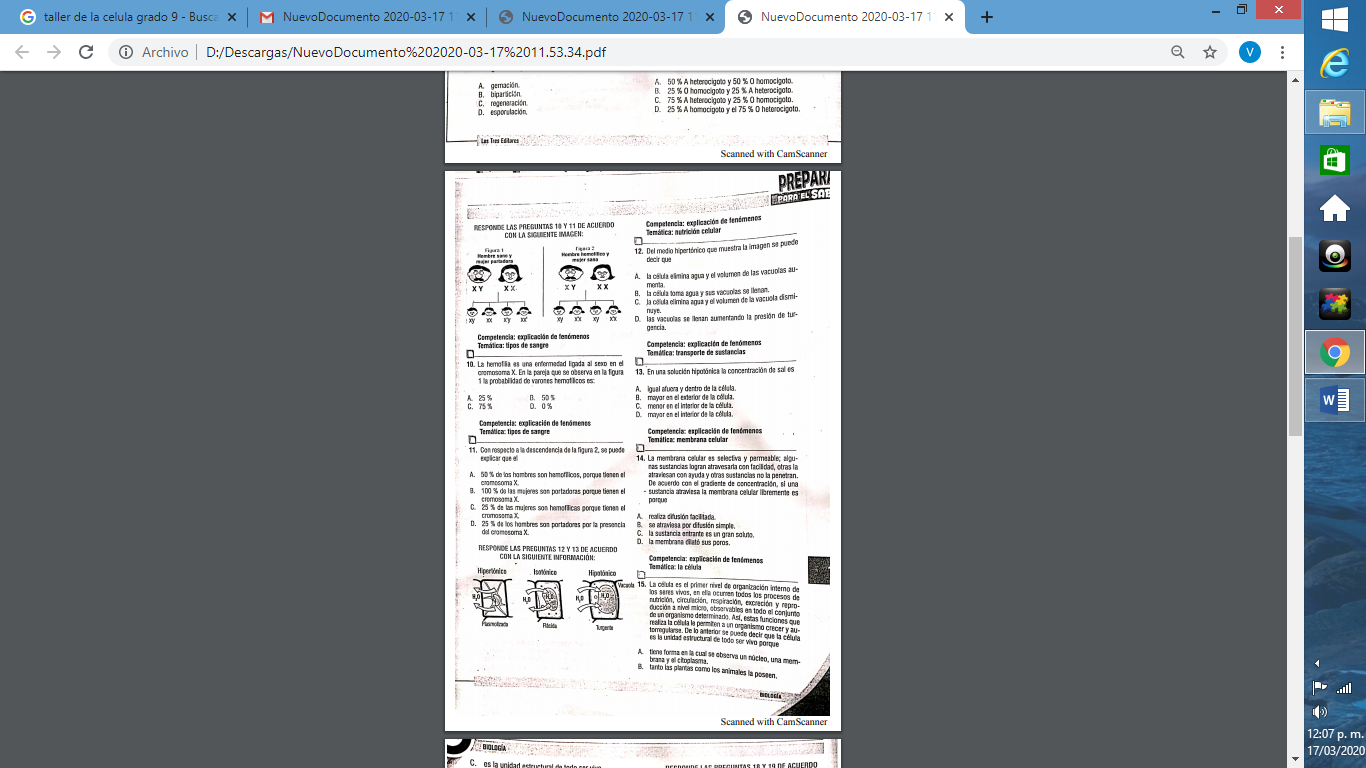 taller de la celula grado 9 - Busca
NuevoDocumento 2020-03-17 1
NuevoDocumento 2020-03-17 1
NuevoDocumento 2020-03-17 1
Archivo
D:/Descargas/NuevoDocumento%202020-03-17%2011.53.34.pdf
V
A. gemación.
B. bipartición.
C. regeneración.
D. esporulación.
A. 50 % A heterocigoto y 50 % O homocigoto.
B. 25 % O homocigoto y 25 % A heterocigoto.
C. 75 % A heterocigoto y 25 % O homocigoto.
D. 25 % A homocigoto y el 75 % O heterocigoto.
Los Tres Editores
Scanned with CamScanner
PREPARA
PARA EL SAB
RESPONDE LAS PREGUNTAS 10 Y 11 DE ACUERDO
CON LA SIGUIENTE IMAGEN:
Figura 1
Hombre sano y
mujer portadora
X Y X X
xy xx x'y xx'
Figura 2
Hombre hemofílico y
mujer sana
X Y X X
xy x'x xy x'x
Competencia: explicación de fenómenos
Temática: tipos de sangre
10. La hemofilia es una enfermedad ligada al sexo en el
cromosoma X. En la pareja que se observa en la figura
1 la probabilidad de varones hemofílicos es:
A. 25 % B. 50 %
C. 75 % D. 0 %
Competencia: explicación de fenómenos
Temática: tipos de sangre
11. Con respecto a la descendencia de la figura 2, se puede
explicar que el
A. 50 % de los hombres son hemofílicos, porque tienen el
cromosoma X.
B. 100 % de las mujeres son portadoras porque tienen el
cromosoma X.
C. 25 % de las mujeres son hemofílicas porque tienen el
cromosoma X.
D. 25 % de los hombres son portadores por la presencia
del cromosoma X.
RESPONDE LAS PREGUNTAS 12 Y 13 DE ACUERDO
CON LA SIGUIENTE INFORMACIÓN:
Hipertónico Isotónico Hipotónico
Vacuola
H₂O H₂O H₂O H₂O
Plasmolizada Flácida Turgente
Competencia: explicación de fenómenos
Temática: nutrición celular
12. Del medio hipertónico que muestra la imagen se puede
decir que
A. la célula elimina agua y el volumen de las vacuolas au-
menta.
B. la célula toma agua y sus vacuolas se llenan.
C. la célula elimina agua y el volumen de la vacuola dismi-
nuye.
D. las vacuolas se llenan aumentando la presión de tur-
gencia.
Competencia: explicación de fenómenos
Temática: transporte de sustancias
13. En una solución hipotónica la concentración de sal es
A. igual afuera y dentro de la célula.
B. mayor en el exterior de la célula.
C. menor en el interior de la célula.
D. mayor en el interior de la célula.
Competencia: explicación de fenómenos
Temática: membrana celular
14. La membrana celular es selectiva y permeable; algu-
nas sustancias logran atravesarla con facilidad, otras la
atraviesan con ayuda y otras sustancias no la penetran.
De acuerdo con el gradiente de concentración, si una
sustancia atraviesa la membrana celular libremente es
porque
A. realiza difusión facilitada.
B. se atraviesa por difusión simple.
C. la sustancia entrante es un gran soluto.
D. la membrana dilató sus poros.
Competencia: explicación de fenómenos
Temática: la célula
15. La célula es el primer nivel de organización interno de
los seres vivos, en ella ocurren todos los procesos de
nutrición, circulación, respiración, excreción y repro-
ducción a nivel micro, observables en todo el conjunto
de un organismo determinado. Así, estas funciones que
realiza la célula le permiten a un organismo crecer y au-
torregularse. De lo anterior se puede decir que la célula
es la unidad estructural de todo ser vivo porque
A. tiene forma en la cual se observa un núcleo, una mem-
brana y el citoplasma.
B. tanto las plantas como los animales la poseen.
BIOLOGÍA
Scanned with CamScanner
BIOLOGÍA
C. es la unidad estructural de todo ser vivo
RESPONDE LAS PREGUNTAS 18 Y 19 DE ACUERDO
12:07 p. m.
17/03/2020